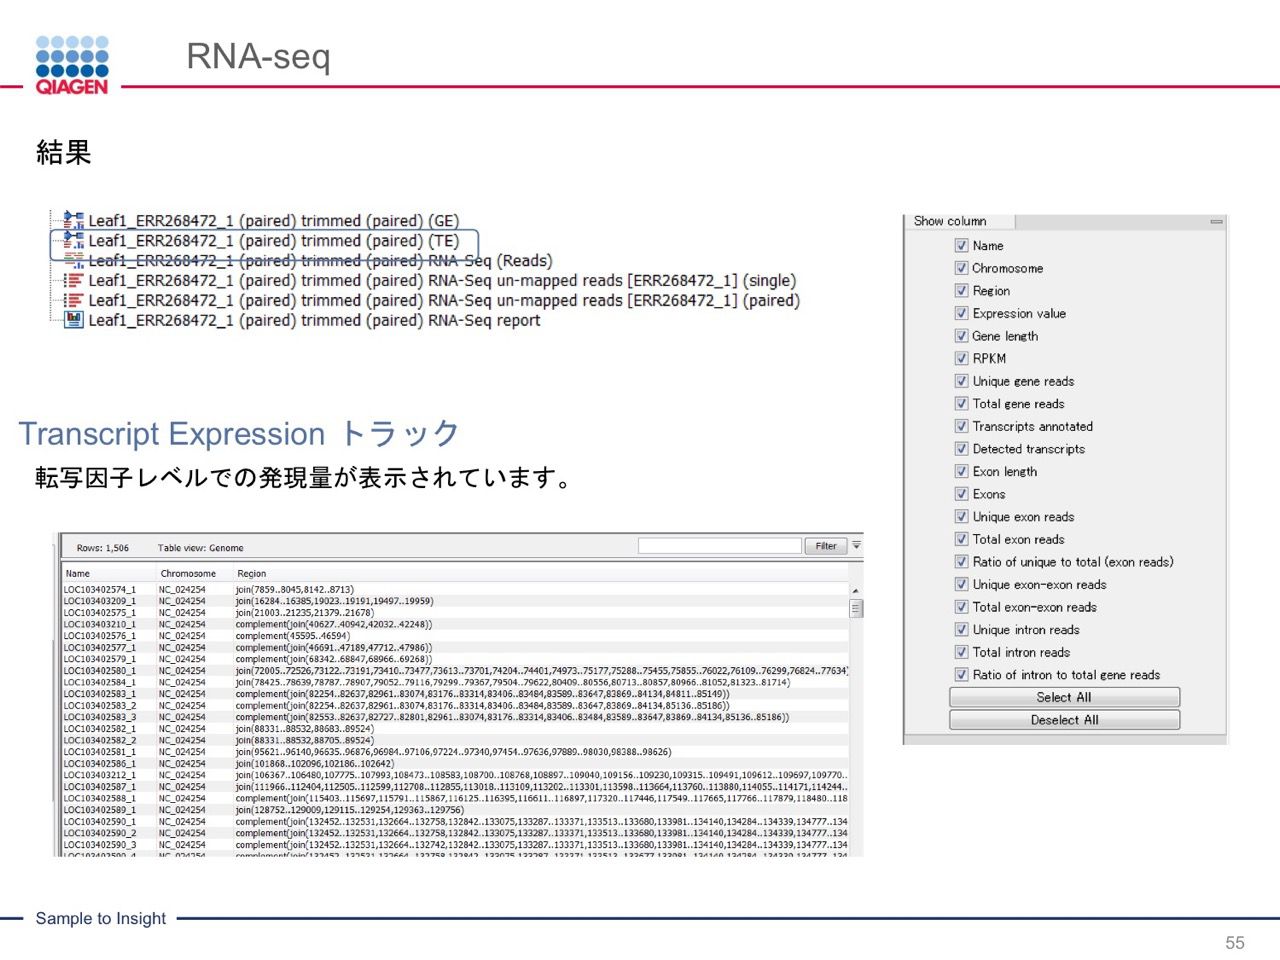 RNA-seq
QIAGEN
結果
Leaf1_ERR268472_1 (paired) trimmed (paired) (GE)
Leaf1_ERR268472_1 (paired) trimmed (paired) (TE)
Leaf1_ERR268472_1 (paired) trimmed (paired) RNA-Seq (Reads)
Leaf1_ERR268472_1 (paired) trimmed (paired) RNA-Seq un-mapped reads [ERR268472_1] (single)
Leaf1_ERR268472_1 (paired) trimmed (paired) RNA-Seq un-mapped reads [ERR268472_1] (paired)
Leaf1_ERR268472_1 (paired) trimmed (paired) RNA-Seq report
Transcript Expression トラック
転写因子レベルでの発現量が表示されています。
Rows: 1,506 Table view: Genome Filter
Name Chromosome Region
LOC103402574_1 NC_024254 join(7859..8045,8142..8713)
LOC103403209_1 NC_024254 join(16284..16385,19023..19191,19497..19959)
LOC103402575_1 NC_024254 join(21003..21235,21379..21678)
LOC103403210_1 NC_024254 complement(join(40627..40942,42032..42248))
LOC103402576_1 NC_024254 complement(45595..46594)
LOC103402577_1 NC_024254 complement(join(46691..47189,47712..47986))
LOC103402579_1 NC_024254 complement(join(68342..68847,68966..69268))
LOC103402580_1 NC_024254 join(72005..72526,73122..73191,73410..73477,73613..73701,74204..74401,74973..75177,75288..75455,75855..76022,76109..76299,76824..77634)
LOC103402584_1 NC_024254 join(78425..78639,78787..78907,79052..79116,79299..79367,79504..79622,80409..80556,80713..80857,80966..81052,81323..81714)
LOC103402583_1 NC_024254 complement(join(82254..82637,82961..83074,83176..83314,83406..83484,83589..83647,83869..84134,84811..85149))
LOC103402583_2 NC_024254 complement(join(82254..82637,82961..83074,83176..83314,83406..83484,83589..83647,83869..84134,85136..85186))
LOC103402583_3 NC_024254 complement(join(82553..82637,82727..82801,82961..83074,83176..83314,83406..83484,83589..83647,83869..84134,85136..85186))
LOC103402582_1 NC_024254 join(88331..88532,88683..89524)
LOC103402582_2 NC_024254 join(88331..88532,88705..89524)
LOC103402581_1 NC_024254 join(95621..96140,96635..96876,96984..97106,97224..97340,97454..97636,97889..98030,98388..98626)
LOC103402586_1 NC_024254 join(101868..102096,102186..102642)
LOC103403212_1 NC_024254 join(106367..106480,107775..107993,108473..108583,108700..108768,108897..109040,109156..109230,109315..109491,109612..109697,109770..
LOC103402587_1 NC_024254 join(111966..112404,112505..112599,112708..112855,113018..113109,113202..113301,113598..113664,113760..113880,114055..114171,114244..
LOC103402588_1 NC_024254 complement(join(115403..115697,115791..115867,116125..116395,116611..116897,117320..117446,117549..117665,117766..117879,118480..118
LOC103402589_1 NC_024254 join(128752..129009,129115..129254,129363..129756)
LOC103402590_1 NC_024254 complement(join(132452..132531,132664..132758,132842..133075,133287..133371,133513..133680,133981..134140,134284..134339,134777..134
LOC103402590_2 NC_024254 complement(join(132452..132531,132664..132758,132842..133075,133287..133371,133513..133680,133981..134140,134284..134339,134777..134
LOC103402590_3 NC_024254 complement(join(132452..132531,132664..132742,132842..133075,133287..133371,133513..133680,133981..134140,134284..134339,134777..134
LOC103402590_4 NC_024254 complement(join(132452..132531,132664..132758,132842..133075,133287..133371,133513..133677,133981..134140,134284..134339,134777..134
Show column
Name
Chromosome
Region
Expression value
Gene length
RPKM
Unique gene reads
Total gene reads
Transcripts annotated
Detected transcripts
Exon length
Exons
Unique exon reads
Total exon reads
Ratio of unique to total (exon reads)
Unique exon-exon reads
Total exon-exon reads
Unique intron reads
Total intron reads
Ratio of intron to total gene reads
Select All
Deselect All
Sample to Insight
55